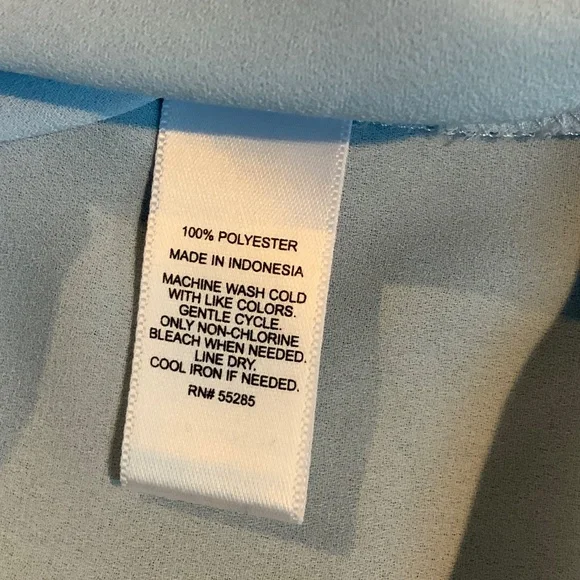 100% POLYESTER
MADE IN INDONESIA
MACHINE WASH COLD
WITH LIKE COLORS.
GENTLE CYCLE.
ONLY NON-CHLORINE
BLEACH WHEN NEEDED.
LINE DRY.
COOL IRON IF NEEDED.
RN# 55285